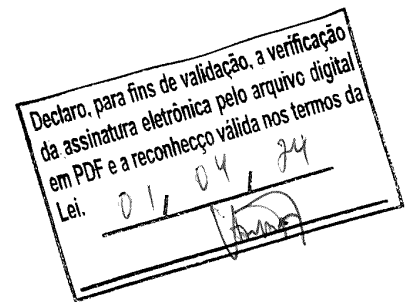 Declaro, para fins de validação, a verificação
da assinatura eletrônica pelo arquivo digital
em PDF e a reconhecço válida nos termos da
Lei. 01, 04, 24